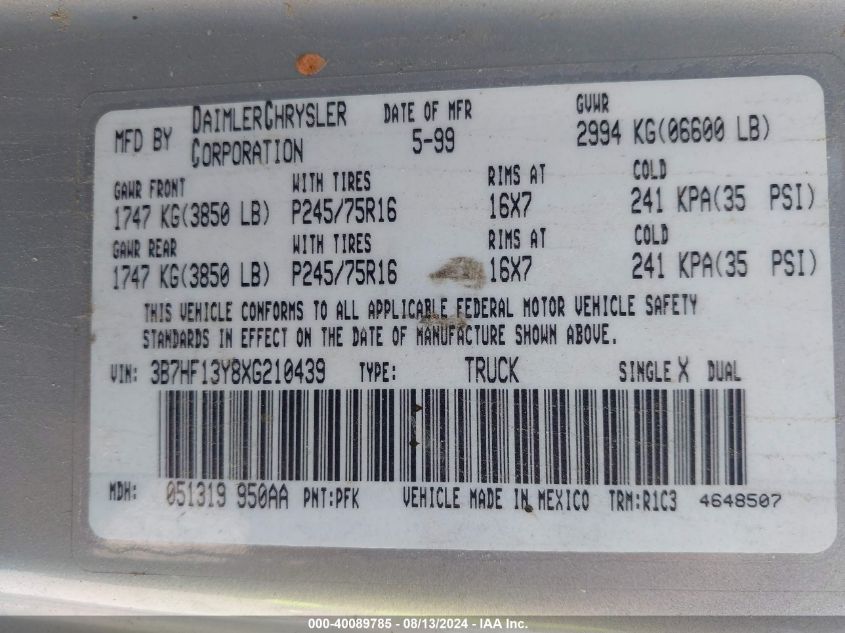 MFD BY DAIMLERCHRYSLER CORPORATION DATE OF MFR 5-99 GVWR 2994 KG(06600 LB)
GAWR FRONT WITH TIRES RIMS AT COLD
1747 KG(3850 LB) P245/75R16 16X7 241 KPA(35 PSI)
GAWR REAR WITH TIRES RIMS AT COLD
1747 KG(3850 LB) P245/75R16 16X7 241 KPA(35 PSI)
THIS VEHICLE CONFORMS TO ALL APPLICABLE FEDERAL MOTOR VEHICLE SAFETY
STANDARDS IN EFFECT ON THE DATE OF MANUFACTURE SHOWN ABOVE.
VIN: 3B7HF13Y8XG210439 TYPE: TRUCK SINGLE X DUAL
MDH: 051319 950AA PNT:PFK VEHICLE MADE IN MEXICO TRM:R1C3 4648507
000-40089785 - 08/13/2024 - IAA Inc.